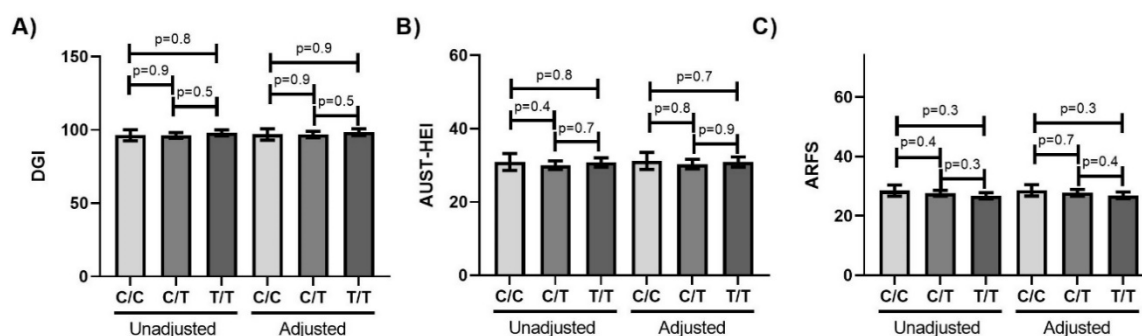 A)
150
100
50
0
DGI
p=0.8
p=0.9
p=0.5
p=0.9
p=0.9
p=0.5
C/C C/T T/T C/C C/T T/T
Unadjusted Adjusted
B)
60
40
20
0
AUST-HEI
p=0.8
p=0.4
p=0.7
p=0.7
p=0.8
p=0.9
C/C C/T T/T C/C C/T T/T
Unadjusted Adjusted
C)
60
40
20
0
ARFS
p=0.3
p=0.4
p=0.3
p=0.3
p=0.7
p=0.4
C/C C/T T/T C/C C/T T/T
Unadjusted Adjusted